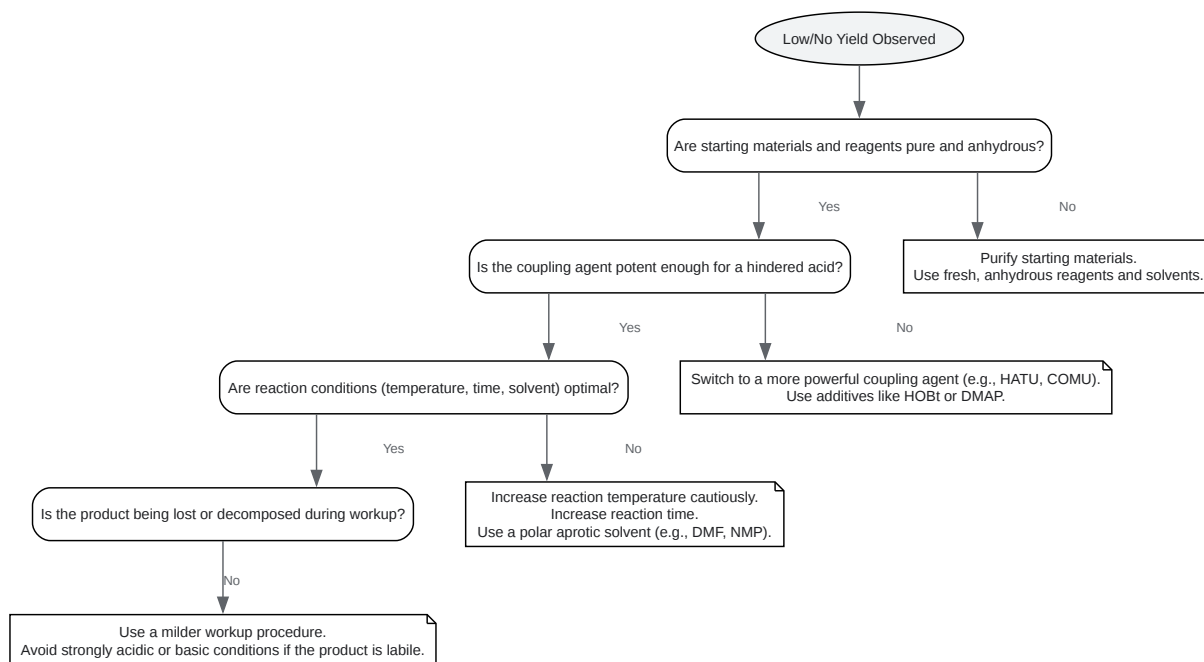 Low/No Yield Observed
Are starting materials and reagents pure and anhydrous?
Yes
No
Is the coupling agent potent enough for a hindered acid?
Purify starting materials.
Use fresh, anhydrous reagents and solvents.
Yes
No
Are reaction conditions (temperature, time, solvent) optimal?
Switch to a more powerful coupling agent (e.g., HATU, COMU).
Use additives like HOBt or DMAP.
Yes
No
Is the product being lost or decomposed during workup?
Increase reaction temperature cautiously.
Increase reaction time.
Use a polar aprotic solvent (e.g., DMF, NMP).
No
Use a milder workup procedure.
Avoid strongly acidic or basic conditions if the product is labile.